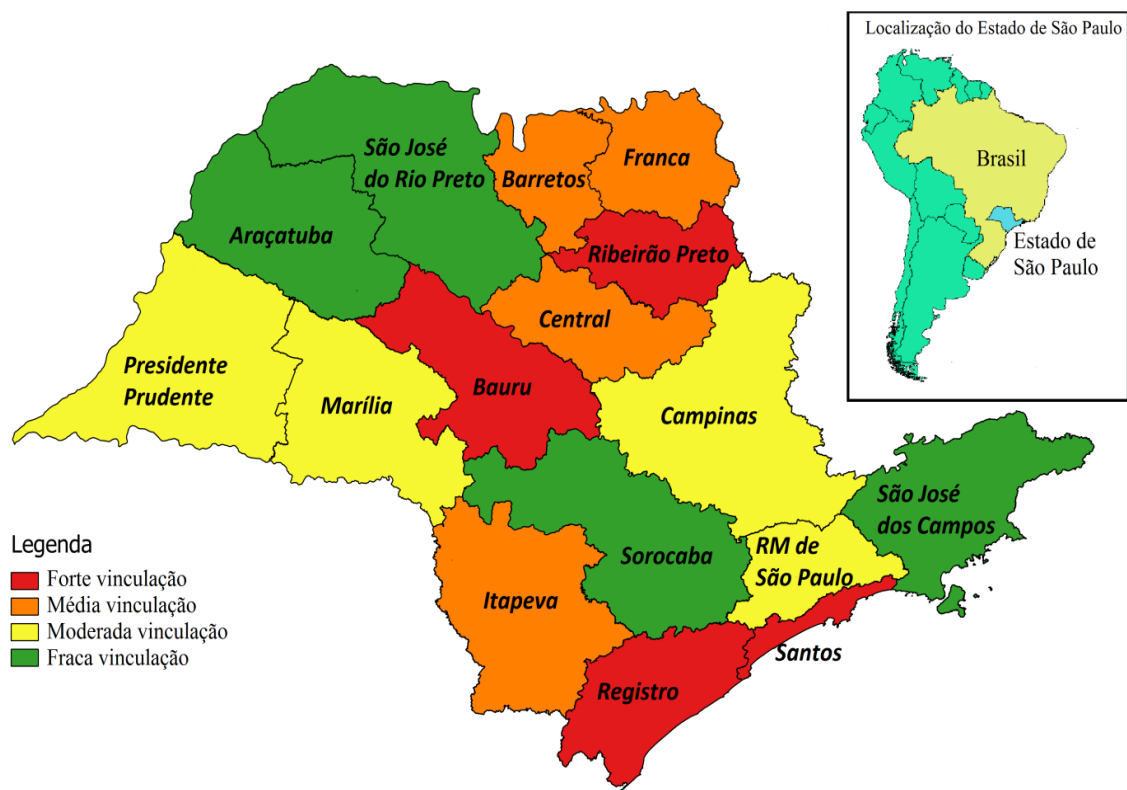 Localização do Estado de São Paulo
Brasil
Estado de
São Paulo
São José
do Rio Preto
Barretos
Franca
Araçatuba
Ribeirão Preto
Central
Presidente
Prudente
Marília
Bauru
Campinas
São José
dos Campos
Sorocaba
RM de
São Paulo
Itapeva
Santos
Registro
Legenda
Forte vinculação
Média vinculação
Moderada vinculação
Fraca vinculação